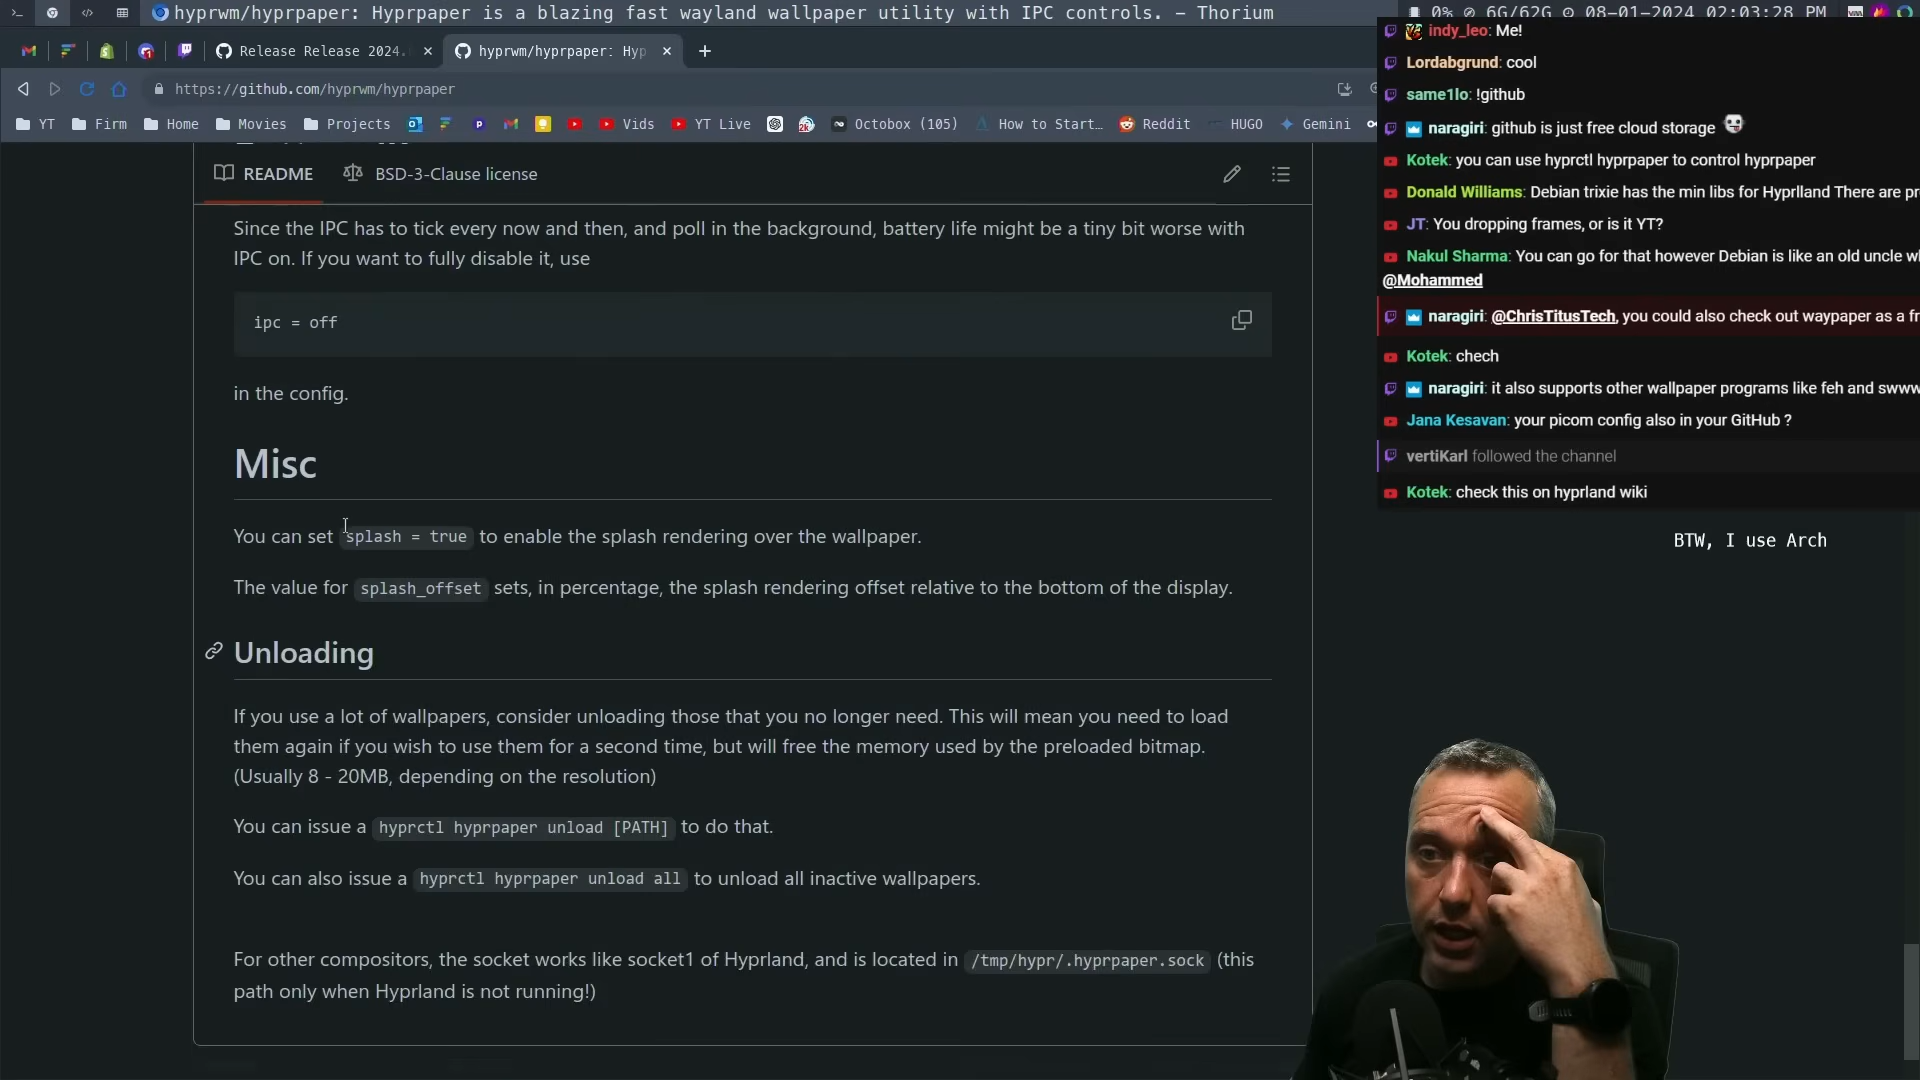 hyprwm/hyprpaper: Hyprpaper is a blazing fast wayland wallpaper utility with IPC controls. – Thorium
0% 6G/62G 08-01-2024 02:03:28 PM
Release Release 2024. ×
hyprwm/hyprpaper: Hyp ×
+
https://github.com/hyprwm/hyprpaper
YT Firm Home Movies Projects Vids YT Live Octobox (105) How to Start… Reddit HUGO Gemini
README
BSD-3-Clause license
Since the IPC has to tick every now and then, and poll in the background, battery life might be a tiny bit worse with
IPC on. If you want to fully disable it, use
ipc = off
in the config.
Misc
You can set splash = true to enable the splash rendering over the wallpaper.
The value for splash_offset sets, in percentage, the splash rendering offset relative to the bottom of the display.
Unloading
If you use a lot of wallpapers, consider unloading those that you no longer need. This will mean you need to load
them again if you wish to use them for a second time, but will free the memory used by the preloaded bitmap.
(Usually 8 - 20MB, depending on the resolution)
You can issue a hyprctl hyprpaper unload [PATH] to do that.
You can also issue a hyprctl hyprpaper unload all to unload all inactive wallpapers.
For other compositors, the socket works like socket1 of Hyprland, and is located in /tmp/hypr/.hyprpaper.sock (this
path only when Hyprland is not running!)
indy_leo: Me!
Lordabgrund: cool
same1lo: !github
naragiri: github is just free cloud storage
Kotek: you can use hyprctl hyprpaper to control hyprpaper
Donald Williams: Debian trixie has the min libs for Hyprlland There are pr
JT: You dropping frames, or is it YT?
Nakul Sharma: You can go for that however Debian is like an old uncle w
@Mohammed
naragiri: @ChrisTitusTech, you could also check out waypaper as a fr
Kotek: chech
naragiri: it also supports other wallpaper programs like feh and swww
Jana Kesavan: your picom config also in your GitHub ?
vertiKarl followed the channel
Kotek: check this on hyprland wiki
BTW, I use Arch